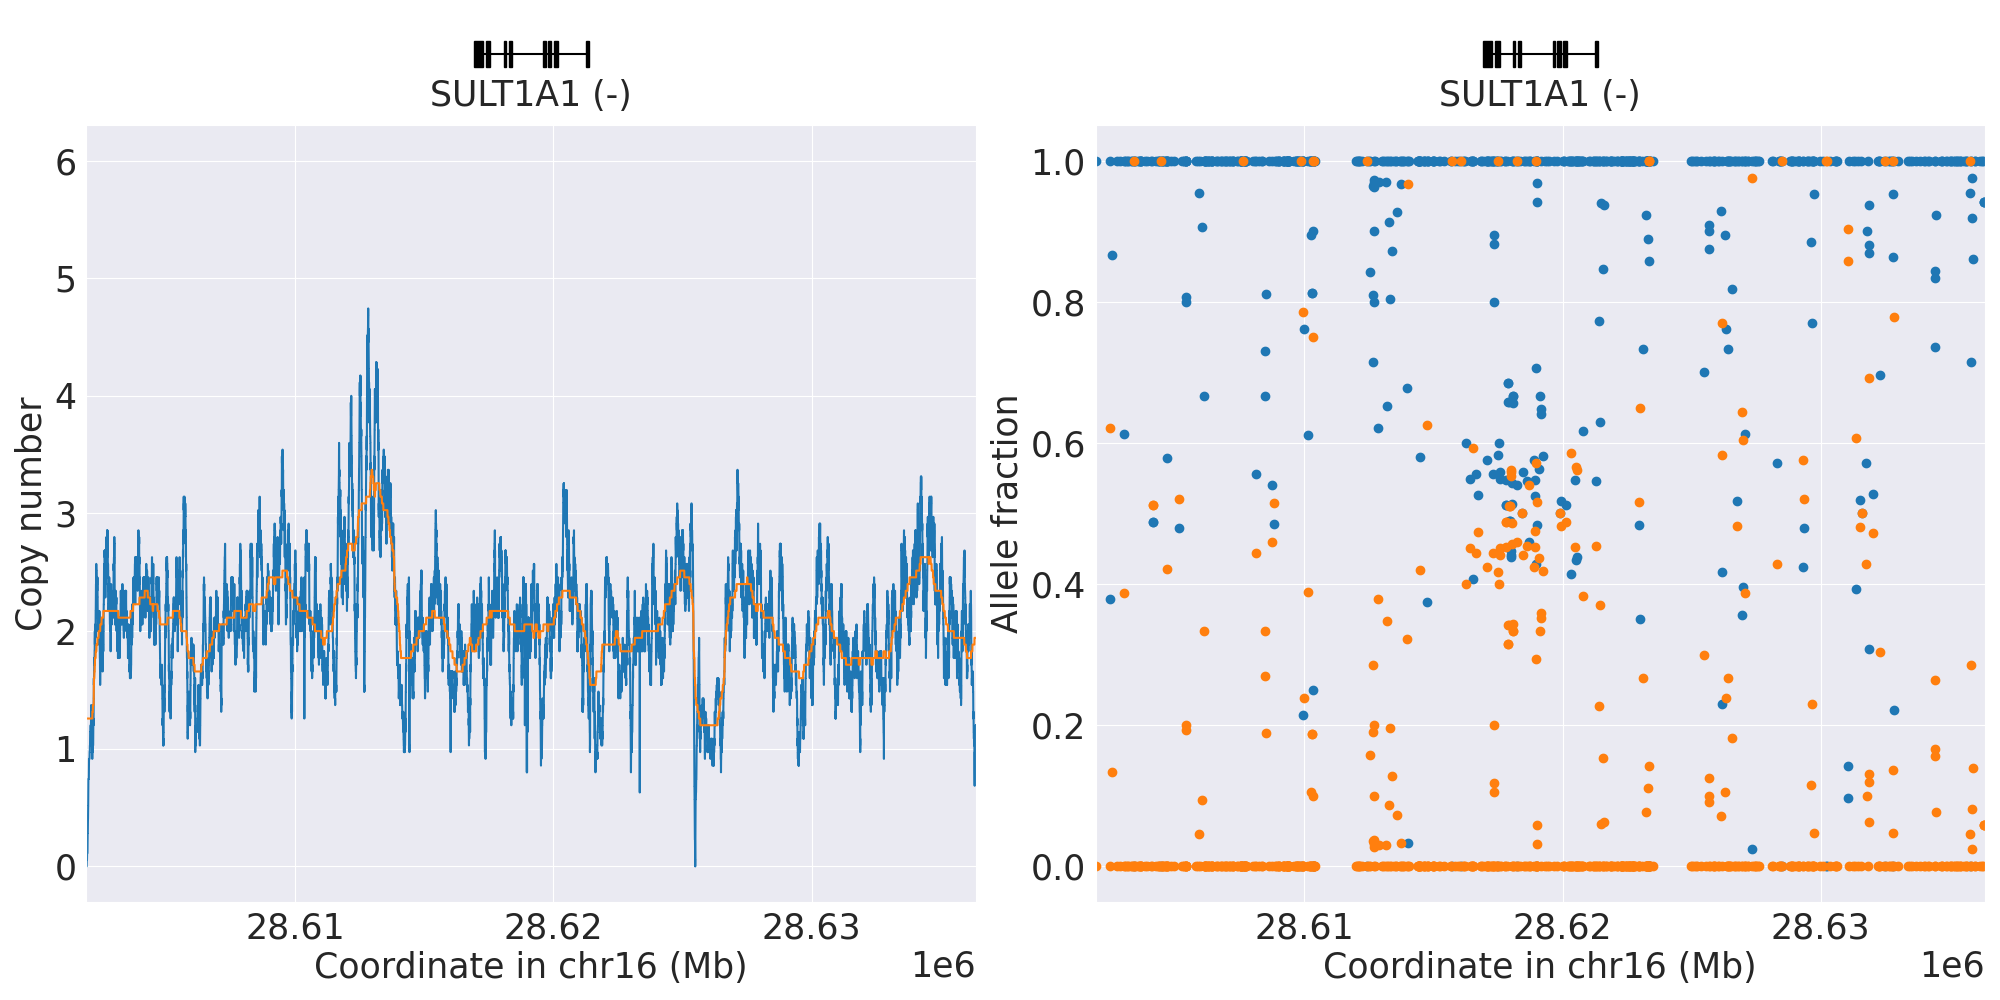 SULT1A1 (-)
6
5
4
3
2
1
0
Copy number
28.61
28.62
28.63
Coordinate in chr16 (Mb)
1e6
SULT1A1 (-)
1.0
0.8
0.6
0.4
0.2
0.0
Allele fraction
28.61
28.62
28.63
Coordinate in chr16 (Mb)
1e6